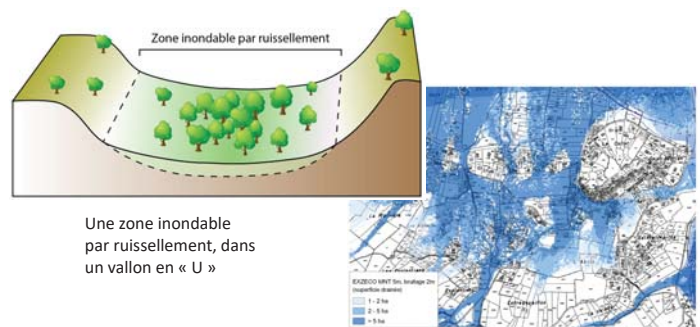 Zone inondable par ruissellement
Une zone inondable
par ruissellement, dans
un vallon en « U »
EXZECO MNT 5m, bruitage 2m
(superficie drainée)
1 - 2 ha
2 - 5 ha
> 5 ha